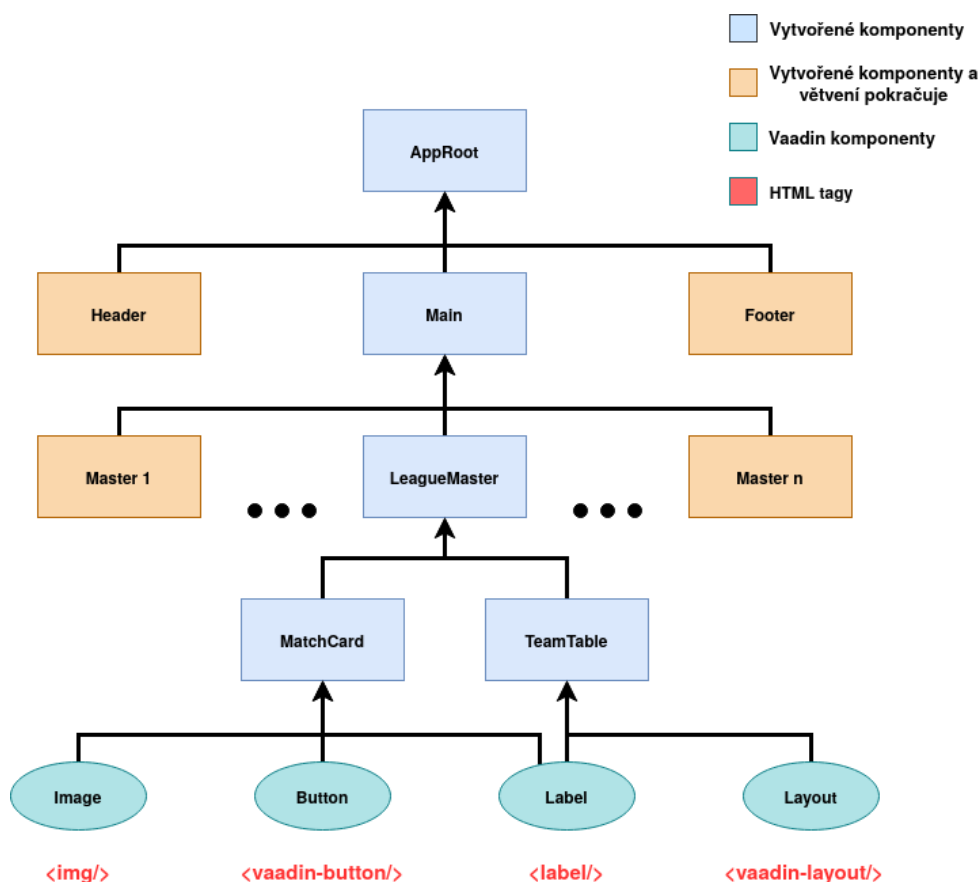 Vytvořené komponenty
Vytvořené komponenty a
větvení pokračuje
Vaadin komponenty
HTML tagy
AppRoot
Header
Main
Footer
Master 1
LeagueMaster
Master n
MatchCard
TeamTable
Image
Button
Label
Layout
<img/>
<vaadin-button/>
<label/>
<vaadin-layout/>